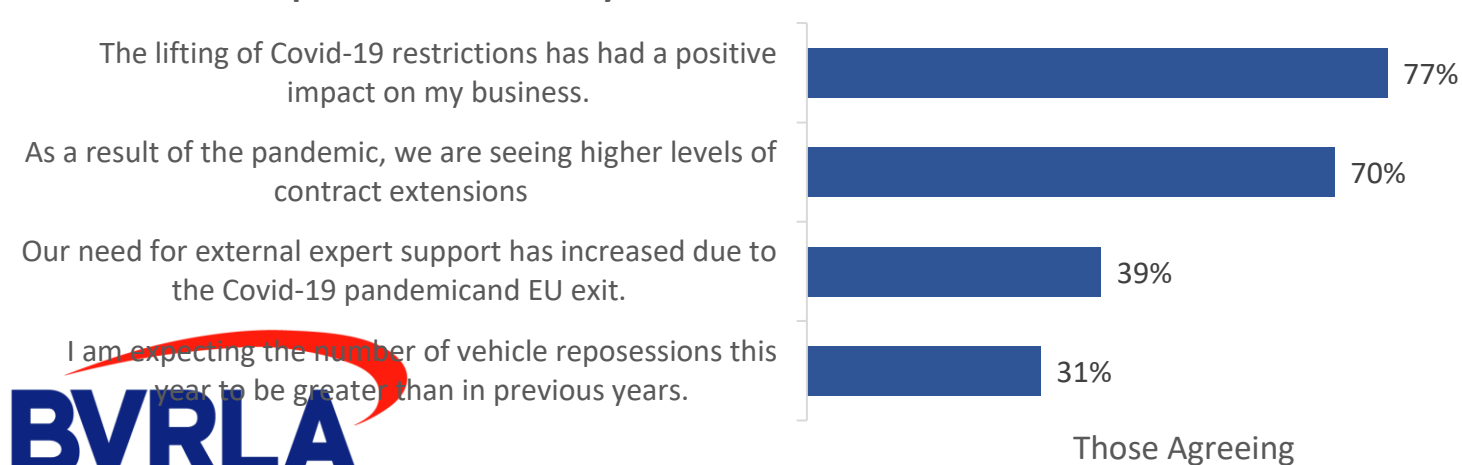 The lifting of Covid-19 restrictions has had a positive
impact on my business.
77%
As a result of the pandemic, we are seeing higher levels of
contract extensions
70%
Our need for external expert support has increased due to
the Covid-19 pandemicand EU exit.
39%
I am expecting the number of vehicle reposessions this
year to be greater than in previous years.
31%
BVRLA
Those Agreeing